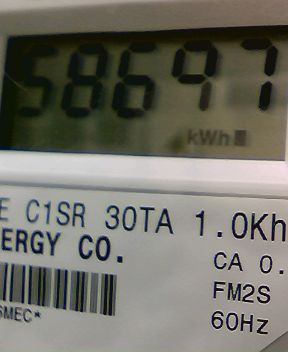 58697
kWh
E C1SR 30TA 1.0Kh
ERGY CO.
CA 0.
FM2S
SMEC*
60Hz